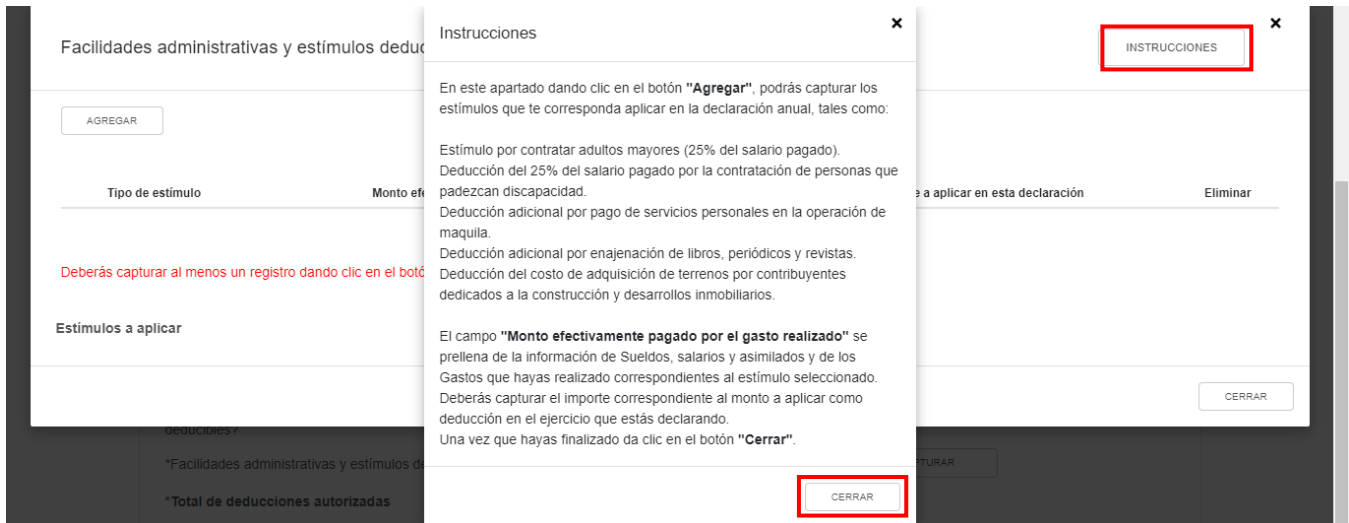 Facilidades administrativas y estímulos deduc
INSTRUCCIONES
AGREGAR
Tipo de estímulo
Monto efe
e a aplicar en esta declaración
Eliminar
Deberás capturar al menos un registro dando clic en el botó
Estímulos a aplicar
CERRAR
Instrucciones
En este apartado dando clic en el botón "Agregar", podrás capturar los
estímulos que te corresponda aplicar en la declaración anual, tales como:
Estímulo por contratar adultos mayores (25% del salario pagado).
Deducción del 25% del salario pagado por la contratación de personas que
padezcan discapacidad.
Deducción adicional por pago de servicios personales en la operación de
maquila.
Deducción adicional por enajenación de libros, periódicos y revistas.
Deducción del costo de adquisición de terrenos por contribuyentes
dedicados a la construcción y desarrollos inmobiliarios.
El campo "Monto efectivamente pagado por el gasto realizado" se
prellena de la información de Sueldos, salarios y asimilados y de los
Gastos que hayas realizado correspondientes al estímulo seleccionado.
Deberás capturar el importe correspondiente al monto a aplicar como
deducción en el ejercicio que estás declarando.
Una vez que hayas finalizado da clic en el botón "Cerrar".
CERRAR
deducibles?
*Facilidades administrativas y estímulos de
PTURAR
*Total de deducciones autorizadas